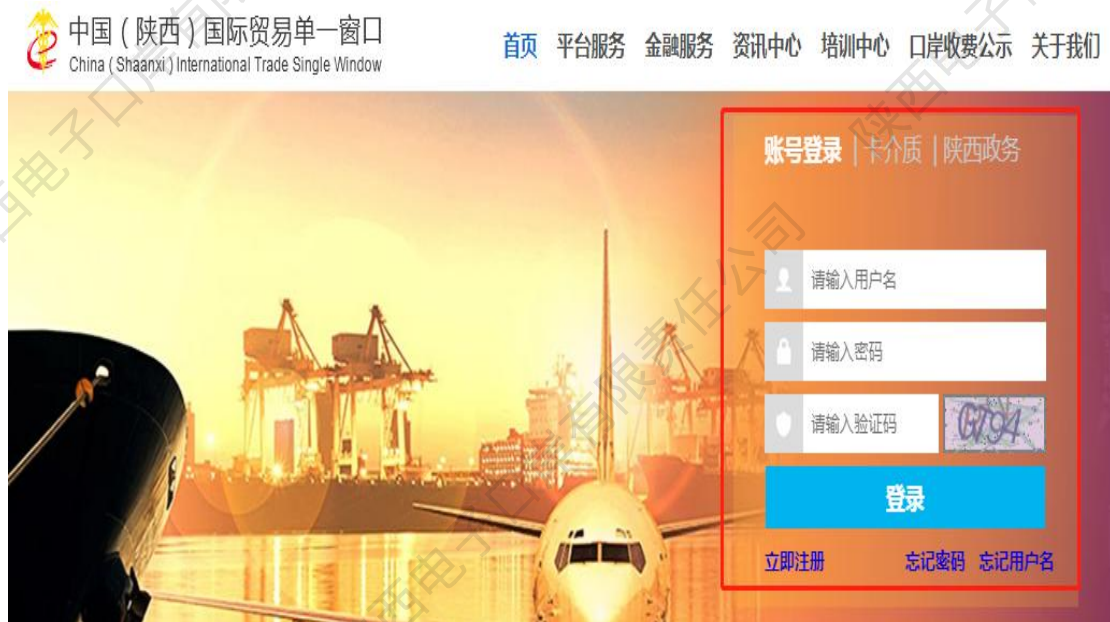 中国（陕西）国际贸易单一窗口
China ( Shaanxi ) International Trade Single Window
首页 平台服务 金融服务 资讯中心 培训中心 口岸收费公示 关于我们
账号登录 | 卡介质 | 陕西政务
请输入用户名
请输入密码
请输入验证码 G794
登录
立即注册 忘记密码 忘记用户名